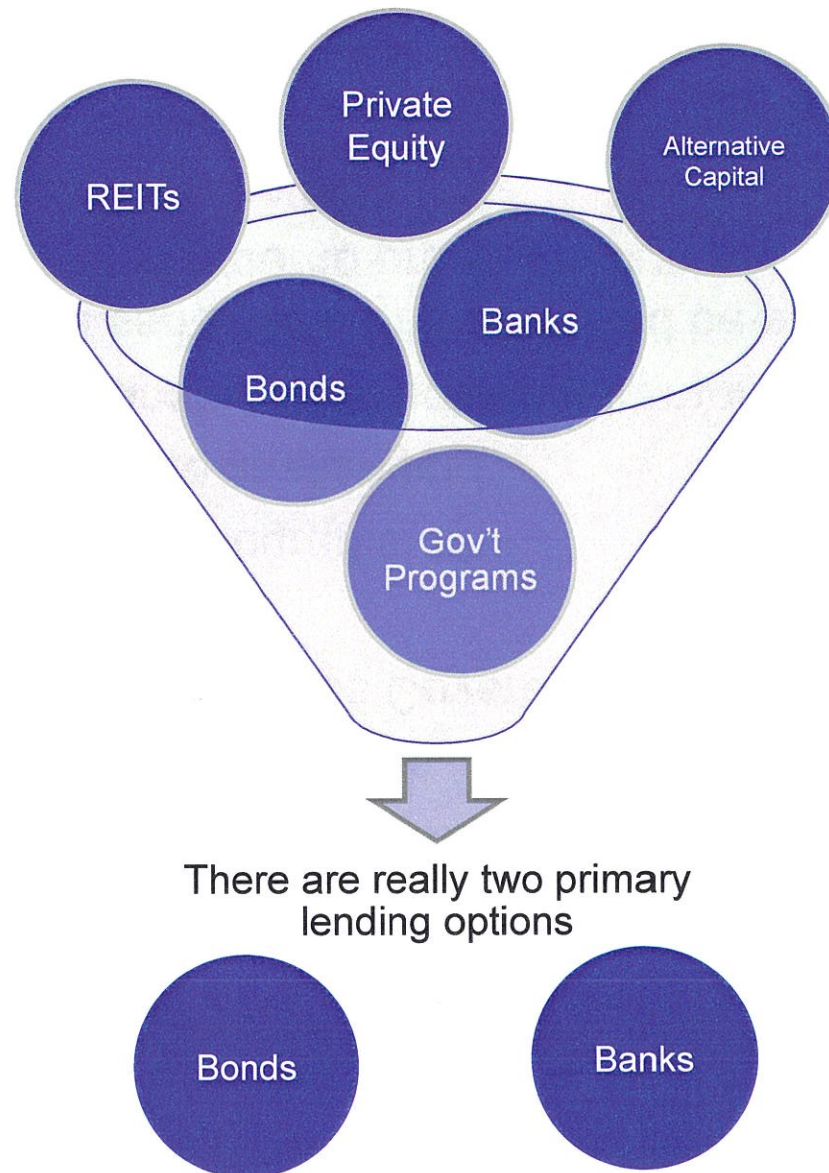 Private
Equity
REITs
Alternative
Capital
Banks
Bonds
Gov't
Programs
There are really two primary
lending options
Bonds
Banks